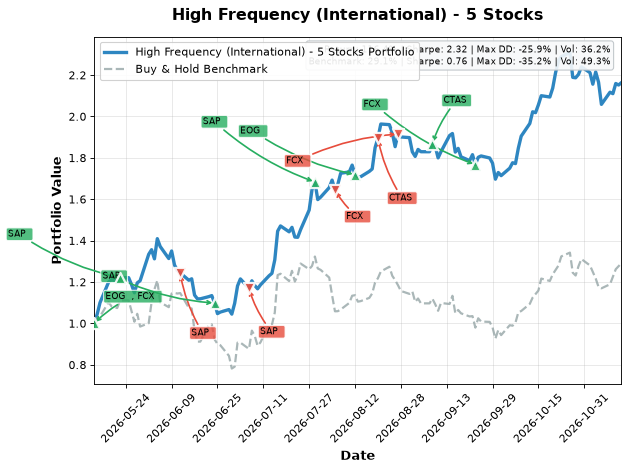 High Frequency (International) - 5 Stocks
High Frequency (International) - 5 Stocks Portfolio
Buy & Hold Benchmark
Sharpe: 2.32 | Max DD: -25.9% | Vol: 36.2%
Benchmark: 29.1% | Sharpe: 0.76 | Max DD: -35.2% | Vol: 49.3%
Portfolio Value
2.2
2.0
1.8
1.6
1.4
1.2
1.0
0.8
SAP
SAP
EOG
FCX
SAP
SAP
SAP
EOG
FCX
FCX
FCX
CTAS
CTAS
2026-05-24
2026-06-09
2026-06-25
2026-07-11
2026-07-27
2026-08-12
2026-08-28
2026-09-13
2026-09-29
2026-10-15
2026-10-31
Date